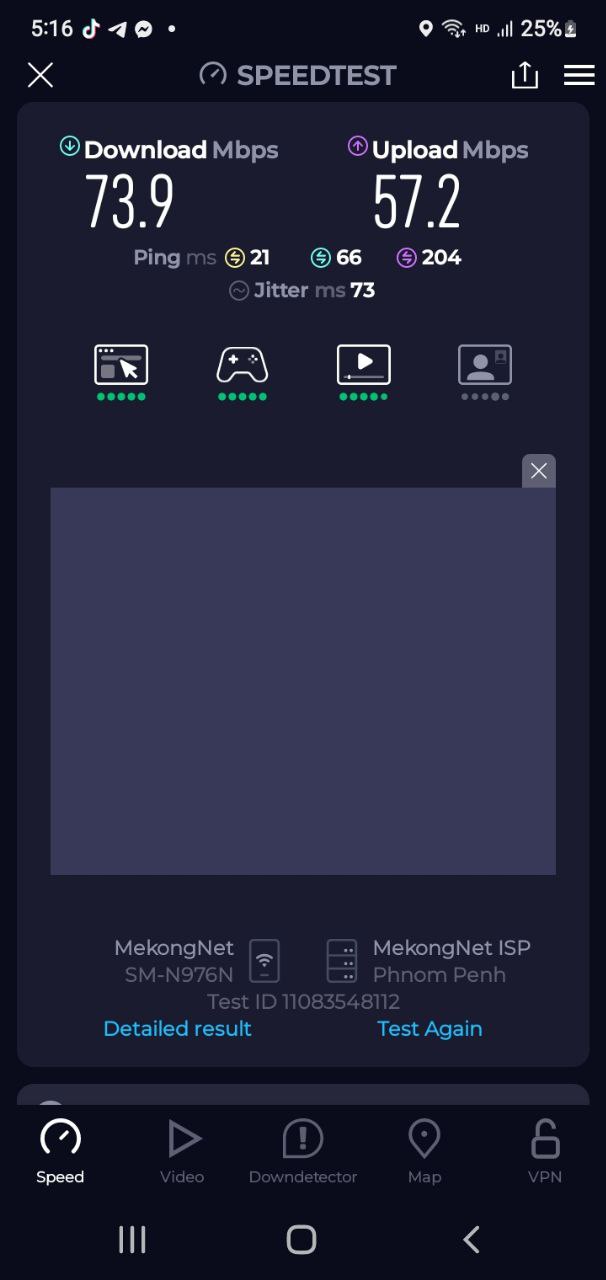 5:16 HD 25%
SPEEDTEST
Download Mbps Upload Mbps
73.9 57.2
Ping ms 21 66 204
Jitter ms 73
MekongNet MekongNet ISP
SM-N976N Phnom Penh
Test ID 11083548112
Detailed result Test Again
Speed Video Downdetector Map VPN